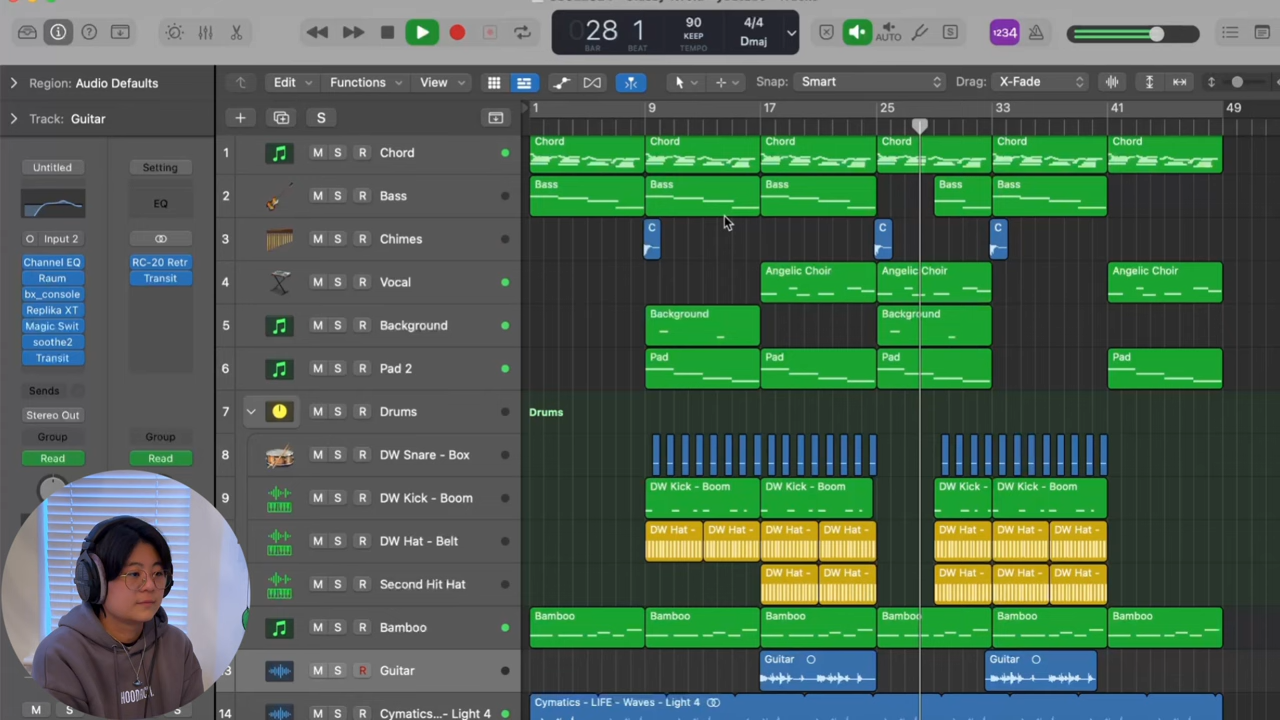 28 1
BAR BEAT
90
KEEP
TEMPO
4/4
Dmaj
AUTO
S
1234
Region: Audio Defaults
Edit
Functions
View
Snap: Smart
Drag: X-Fade
Track: Guitar
S
1 9 17 25 33 41 49
Untitled
Setting
EQ
Input 2
Channel EQ
Raum
bx_console
Replika XT
Magic Swit
soothe2
Transit
RC-20 Retr
Transit
Sends
Stereo Out
Group
Group
Read
Read
M S
1 M S R Chord
Chord Chord Chord Chord Chord Chord
2 M S R Bass
Bass Bass Bass Bass Bass
3 M S R Chimes
C C C
4 M S R Vocal
Angelic Choir Angelic Choir Angelic Choir
5 M S R Background
Background Background
6 M S R Pad 2
Pad Pad Pad Pad
7 M S Drums
Drums
8 M S R DW Snare - Box
9 M S R DW Kick - Boom
DW Kick - Boom DW Kick - Boom DW Kick - DW Kick - Boom
M S R DW Hat - Belt
DW Hat - DW Hat - DW Hat - DW Hat - DW Hat - DW Hat - DW Hat -
M S R Second Hit Hat
DW Hat - DW Hat - DW Hat - DW Hat - DW Hat -
M S R Bamboo
Bamboo Bamboo Bamboo Bamboo Bamboo Bamboo
3 M S R Guitar
Guitar Guitar
14 M S R Cymatics...- Light 4
Cymatics - LIFE - Waves - Light 4